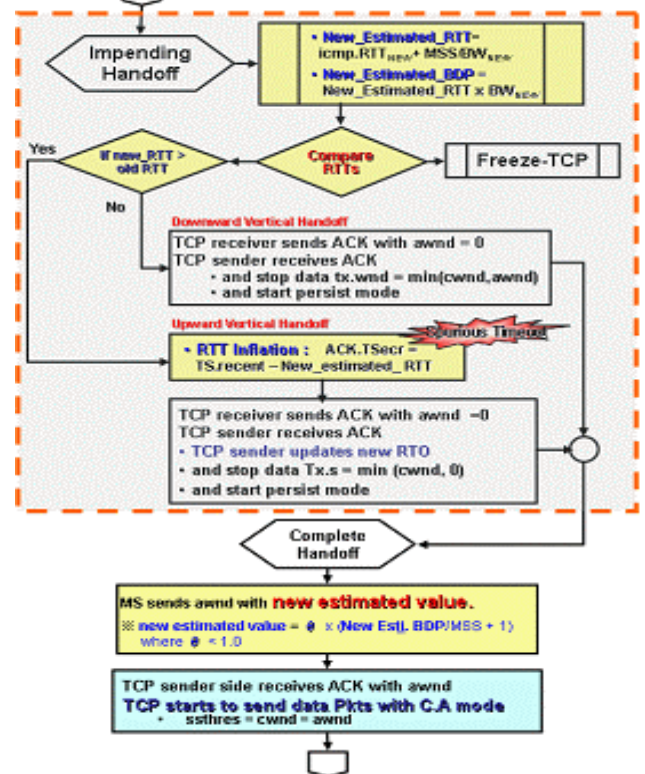 Impending
Handoff
• New_Estimated_RTT=
icmp.RTTNEW+ MSS/BWNEW
• New_Estimated_BDP =
New_Estimated_RTT x BWNEW
Yes
If new_RTT >
old RTT
Compare
RTTs
Freeze-TCP
No
Downward Vertical Handoff
TCP receiver sends ACK with awnd = 0
TCP sender receives ACK
• and stop data tx.wnd = min(cwnd,awnd)
• and start persist mode
Upward Vertical Handoff
Spurious Timeout
• RTT Inflation : ACK.TSecr =
TS.recent – New_estimated_ RTT
TCP receiver sends ACK with awnd =0
TCP sender receives ACK
• TCP sender updates new RTO
• and stop data Tx.s = min (cwnd, 0)
• and start persist mode
Complete
Handoff
MS sends awnd with new estimated value.
※ new estimated value = x (New Esti. BDP/MSS + 1)
where < 1.0
TCP sender side receives ACK with awnd
TCP starts to send data Pkts with C.A mode
• ssthres = cwnd = awnd